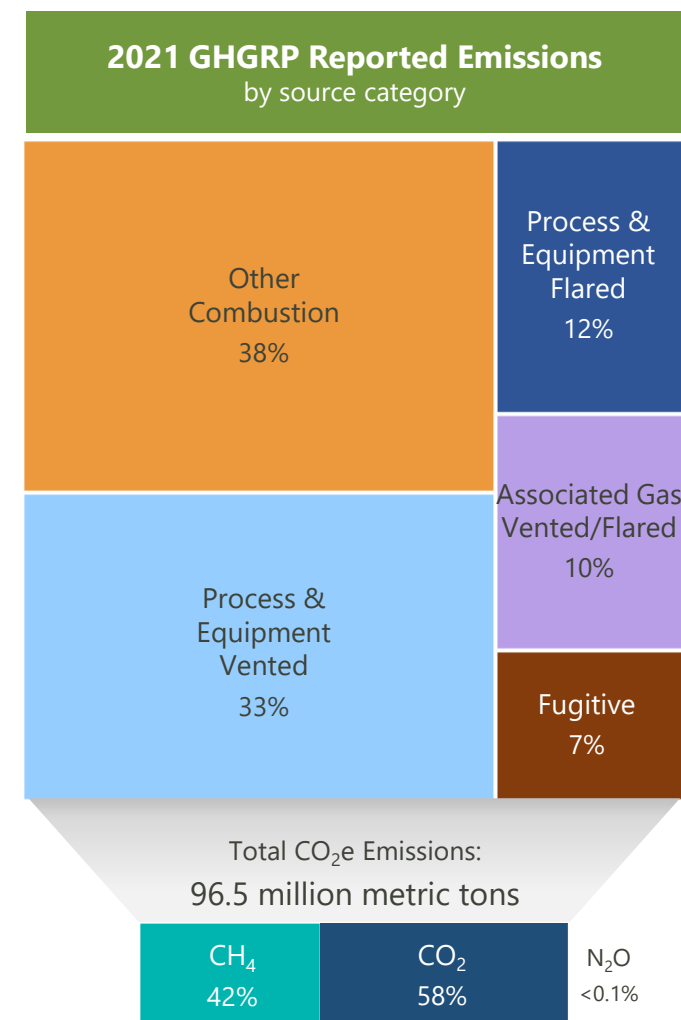 2021 GHGRP Reported Emissions
by source category
Other
Combustion
38%
Process &
Equipment
Vented
33%
Process &
Equipment
Flared
12%
Associated Gas
Vented/Flared
10%
Fugitive
7%
Total CO₂e Emissions:
96.5 million metric tons
CH₄
42%
CO₂
58%
N₂O
<0.1%